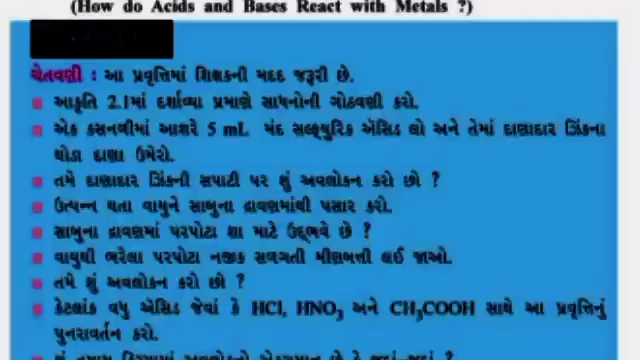 (How do Acids and Bases React with Metals ?)
ચેતવણી : આ પ્રવૃત્તિમાં શિક્ષકની મદદ જરૂરી છે.
આકૃતિ 2.1માં દર્શાવ્યા પ્રમાણે સાધનોની ગોઠવણી કરો.
એક કસનળીમાં આશરે 5 mL મંદ સલ્ફ્યુરિક ઍસિડ લો અને તેમાં દાણાદાર ઝિંકના
થોડા દાણા ઉમેરો.
તમે દાણાદાર ઝિંકની સપાટી પર શું અવલોકન કરો છો ?
ઉત્પન્ન થતા વાયુને સાબુના દ્રાવણમાંથી પસાર કરો.
સાબુના દ્રાવણમાં પરપોટા શા માટે ઉદ્ભવે છે ?
વાયુથી ભરેલા પરપોટા નજીક સળગતી મીણબત્તી લઈ જાઓ.
તમે શું અવલોકન કરો છો ?
કેટલાંક વધુ ઍસિડ જેવાં કે HCl, HNO₃ અને CH₃COOH સાથે આ પ્રવૃત્તિનું
પુનરાવર્તન કરો.